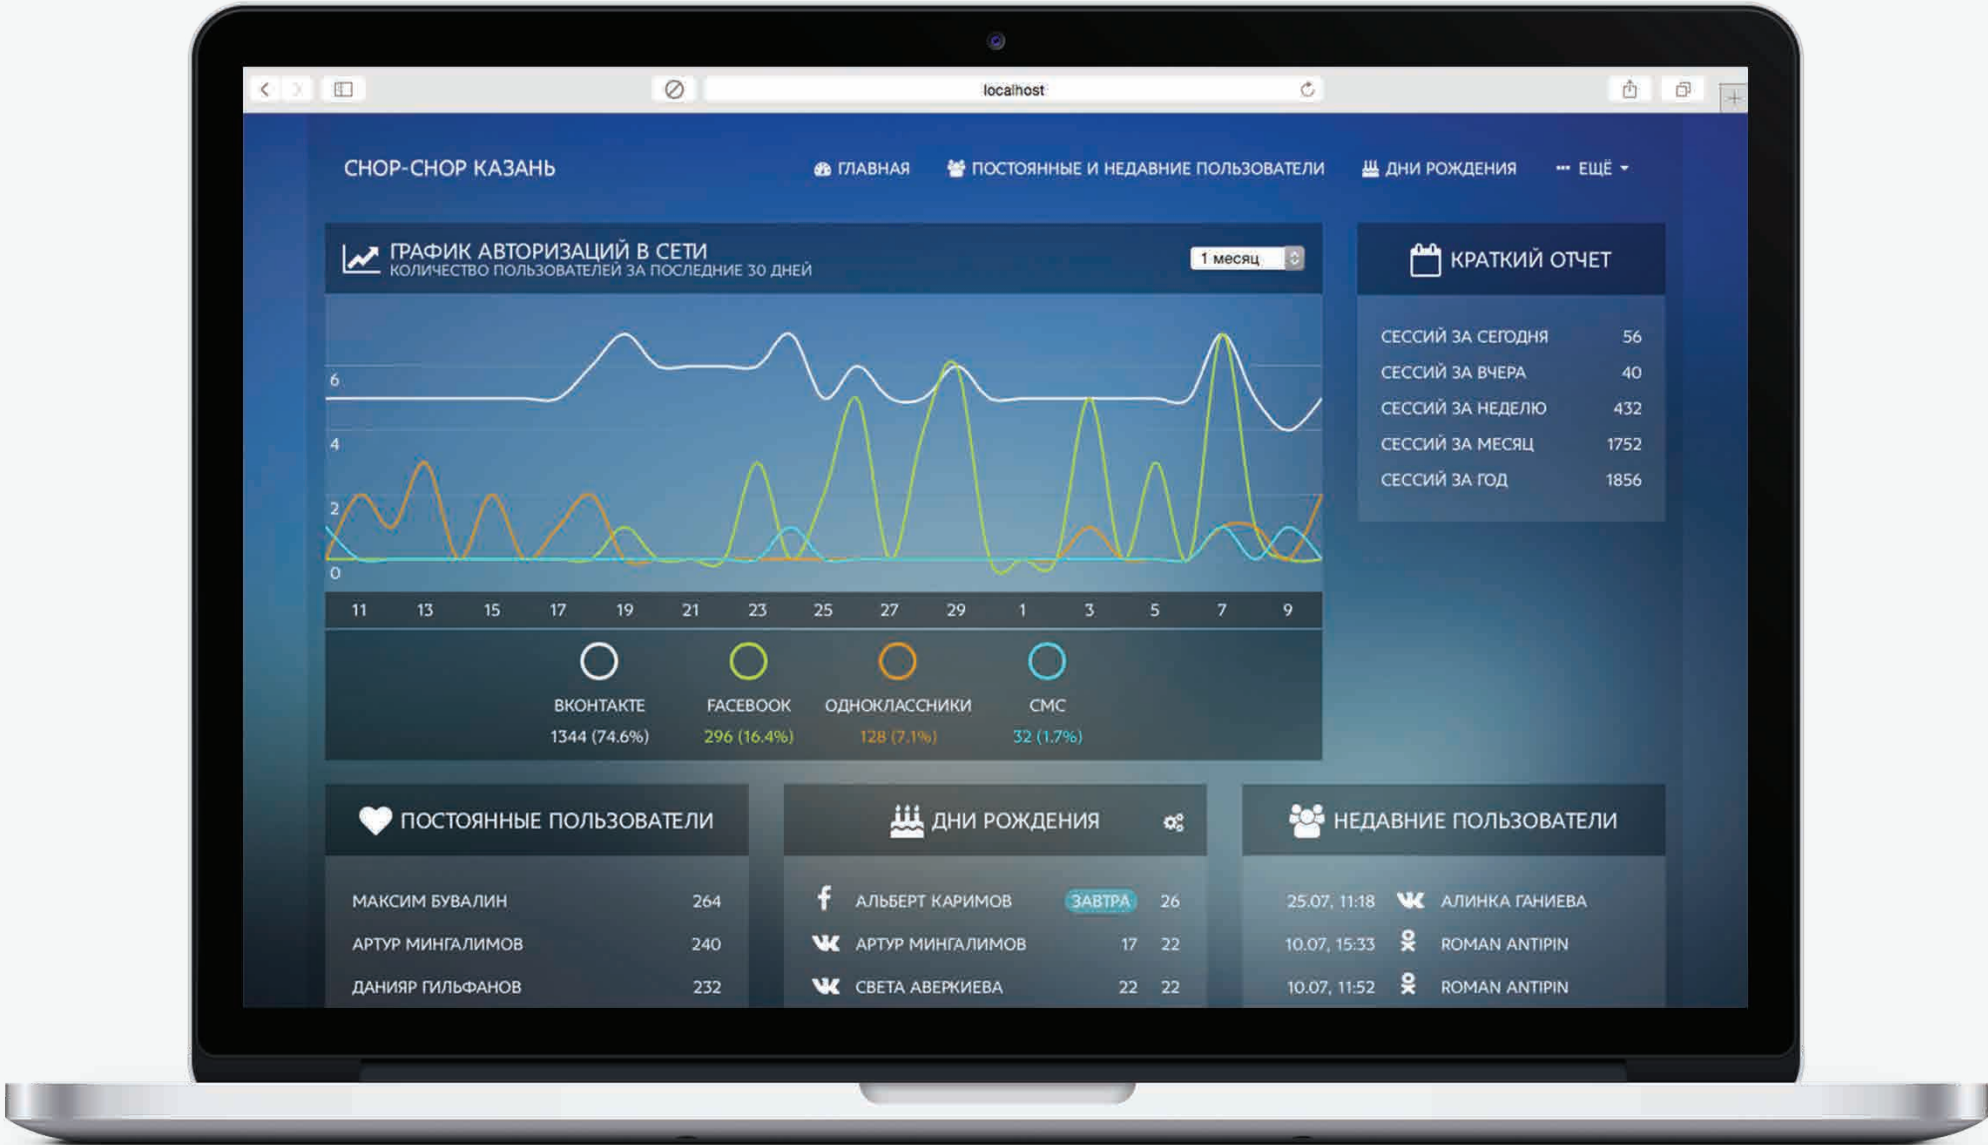 localhost
CHOP-CHOP КАЗАНЬ
ГЛАВНАЯ
ПОСТОЯННЫЕ И НЕДАВНИЕ ПОЛЬЗОВАТЕЛИ
ДНИ РОЖДЕНИЯ
··· ЕЩЁ
ГРАФИК АВТОРИЗАЦИЙ В СЕТИ
КОЛИЧЕСТВО ПОЛЬЗОВАТЕЛЕЙ ЗА ПОСЛЕДНИЕ 30 ДНЕЙ
1 месяц
6
4
2
0
11 13 15 17 19 21 23 25 27 29 1 3 5 7 9
ВКОНТАКТЕ FACEBOOK ОДНОКЛАССНИКИ СМС
1344 (74.6%) 296 (16.4%) 128 (7.1%) 32 (1.7%)
КРАТКИЙ ОТЧЕТ
СЕССИЙ ЗА СЕГОДНЯ 56
СЕССИЙ ЗА ВЧЕРА 40
СЕССИЙ ЗА НЕДЕЛЮ 432
СЕССИЙ ЗА МЕСЯЦ 1752
СЕССИЙ ЗА ГОД 1856
ПОСТОЯННЫЕ ПОЛЬЗОВАТЕЛИ
МАКСИМ БУВАЛИН 264
АРТУР МИНГАЛИМОВ 240
ДАНИЯР ГИЛЬФАНОВ 232
ДНИ РОЖДЕНИЯ
АЛЬБЕРТ КАРИМОВ ЗАВТРА 26
АРТУР МИНГАЛИМОВ 17 22
СВЕТА АВЕРКИЕВА 22 22
НЕДАВНИЕ ПОЛЬЗОВАТЕЛИ
25.07, 11:18 АЛИНКА ГАНИЕВА
10.07, 15:33 ROMAN ANTIPIN
10.07, 11:52 ROMAN ANTIPIN